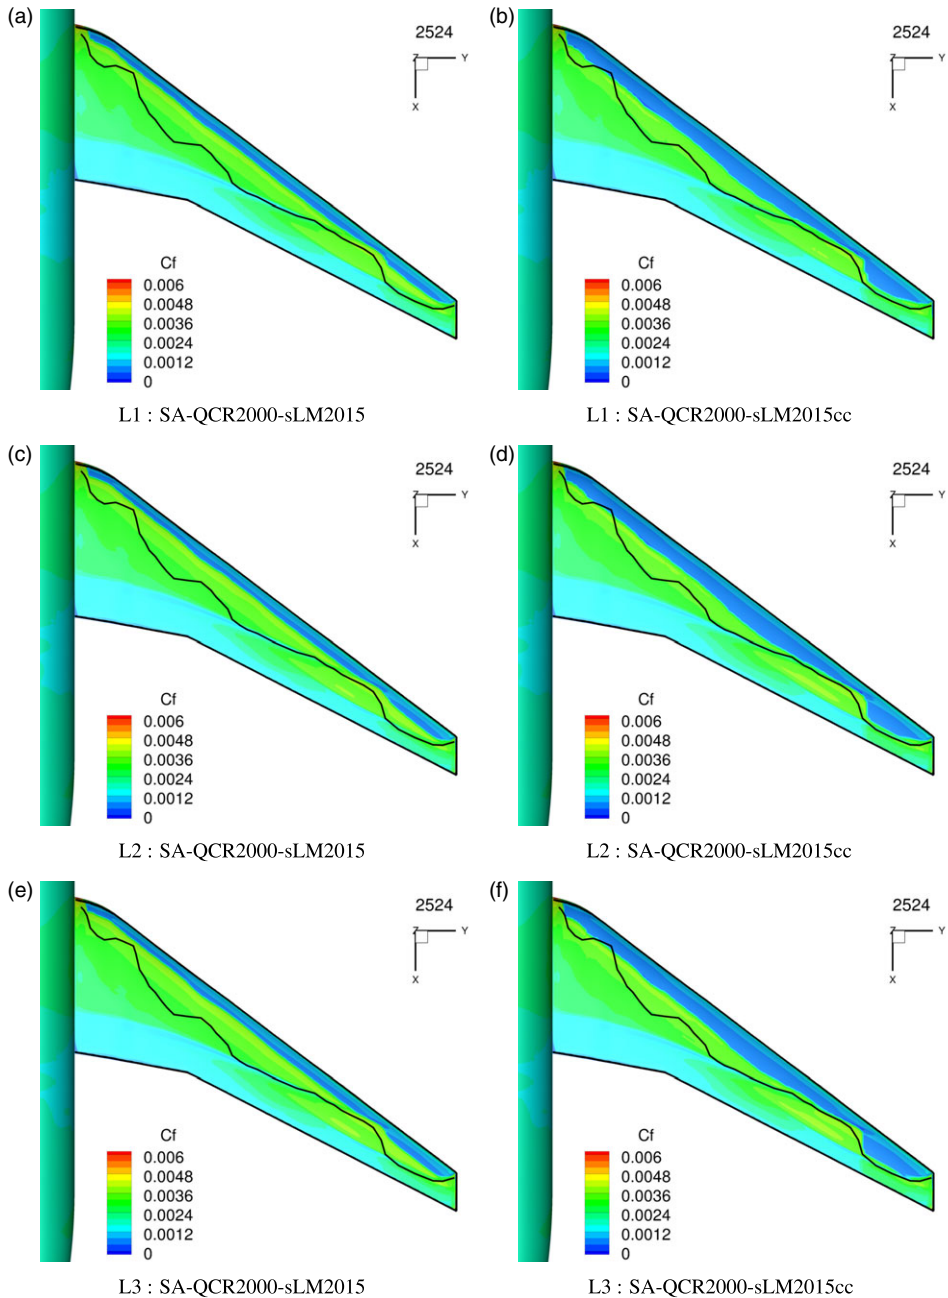 (a)
2524
Z Y
X
Cf
0.006
0.0048
0.0036
0.0024
0.0012
0
L1 : SA-QCR2000-sLM2015
(b)
2524
Z Y
X
Cf
0.006
0.0048
0.0036
0.0024
0.0012
0
L1 : SA-QCR2000-sLM2015cc
(c)
2524
Z Y
X
Cf
0.006
0.0048
0.0036
0.0024
0.0012
0
L2 : SA-QCR2000-sLM2015
(d)
2524
Z Y
X
Cf
0.006
0.0048
0.0036
0.0024
0.0012
0
L2 : SA-QCR2000-sLM2015cc
(e)
2524
Z Y
X
Cf
0.006
0.0048
0.0036
0.0024
0.0012
0
L3 : SA-QCR2000-sLM2015
(f)
2524
Z Y
X
Cf
0.006
0.0048
0.0036
0.0024
0.0012
0
L3 : SA-QCR2000-sLM2015cc